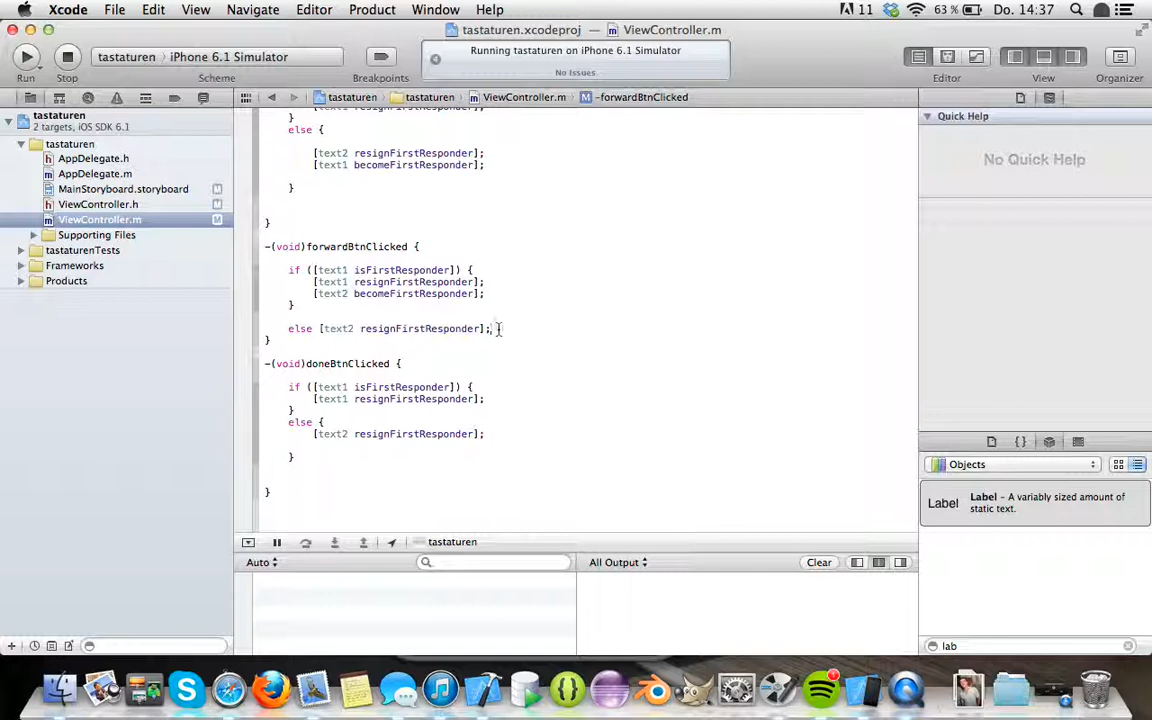 Xcode File Edit View Navigate Editor Product Window Help 11 63 % Do. 14:37
tastaturen.xcodeproj — ViewController.m
tastaturen iPhone 6.1 Simulator
Running tastaturen on iPhone 6.1 Simulator
No Issues
Run Stop Scheme Breakpoints Editor View Organizer
tastaturen tastaturen ViewController.m -forwardBtnClicked
tastaturen
2 targets, iOS SDK 6.1
tastaturen
AppDelegate.h
AppDelegate.m
MainStoryboard.storyboard M
ViewController.h M
ViewController.m M
Supporting Files
tastaturenTests
Frameworks
Products
}
else {
[text2 resignFirstResponder];
[text1 becomeFirstResponder];
}
}
-(void)forwardBtnClicked {
if ([text1 isFirstResponder]) {
[text1 resignFirstResponder];
[text2 becomeFirstResponder];
}
else [text2 resignFirstResponder];
}
-(void)doneBtnClicked {
if ([text1 isFirstResponder]) {
[text1 resignFirstResponder];
}
else {
[text2 resignFirstResponder];
}
}
Quick Help
No Quick Help
Objects
Label
Label - A variably sized amount of
static text.
lab
tastaturen
Auto
All Output
Clear